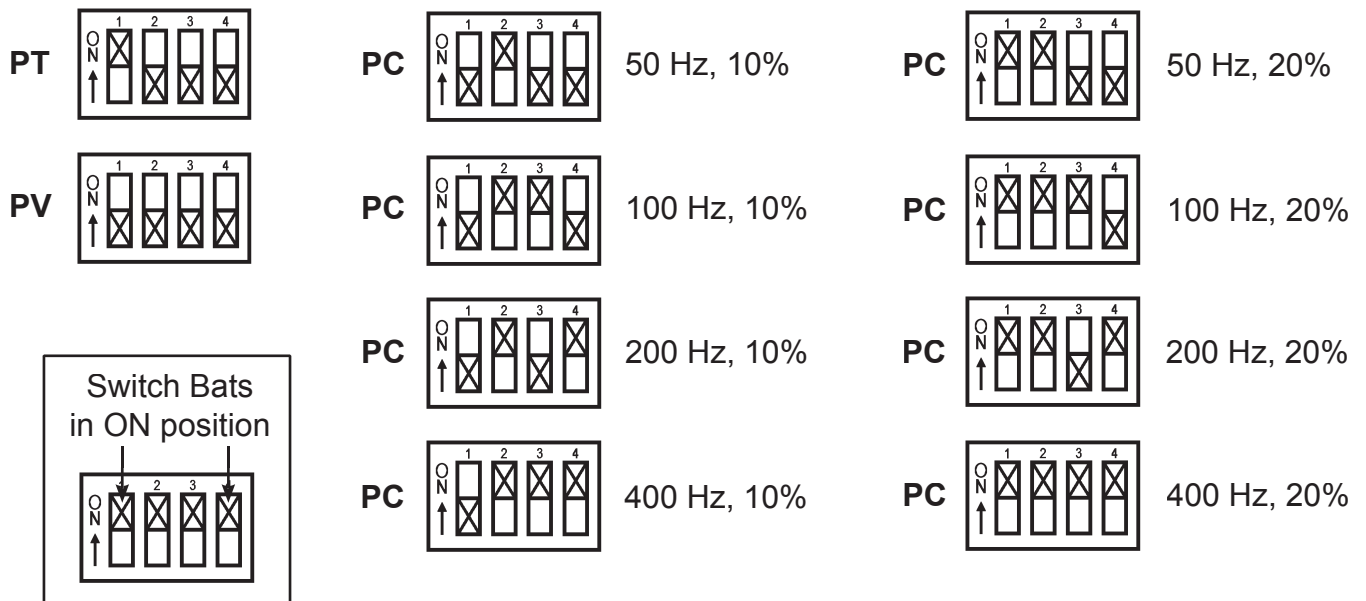 PT
ON
1 2 3 4
PC
ON
1 2 3 4
50 Hz, 10%
PC
ON
1 2 3 4
50 Hz, 20%
PV
ON
1 2 3 4
PC
ON
1 2 3 4
100 Hz, 10%
PC
ON
1 2 3 4
100 Hz, 20%
PC
ON
1 2 3 4
200 Hz, 10%
PC
ON
1 2 3 4
200 Hz, 20%
Switch Bats
in ON position
ON
1 2 3 4
PC
ON
1 2 3 4
400 Hz, 10%
PC
ON
1 2 3 4
400 Hz, 20%